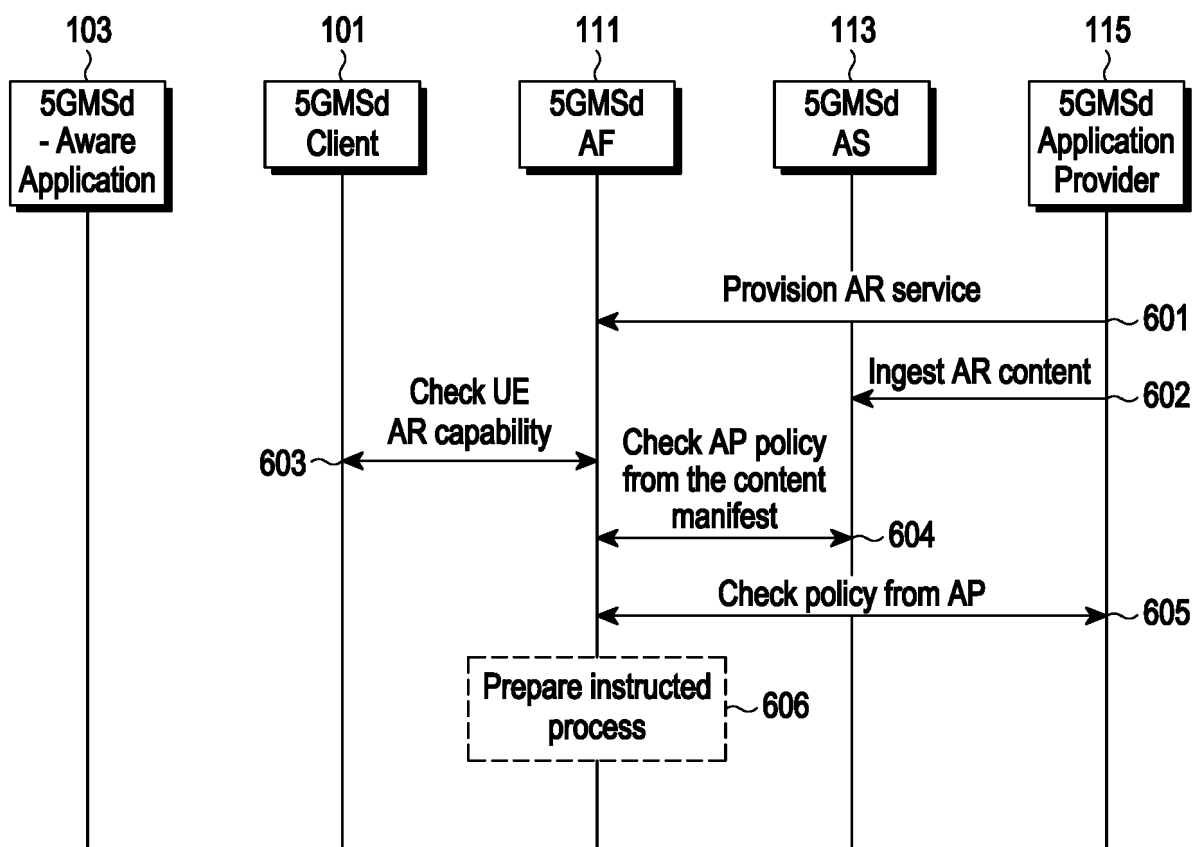 103
101
111
113
115
5GMSd
- Aware
Application
5GMSd
Client
5GMSd
AF
5GMSd
AS
5GMSd
Application
Provider
Provision AR service
601
Ingest AR content
602
Check UE
AR capability
603
Check AP policy
from the content
manifest
604
Check policy from AP
605
Prepare instructed
process
606